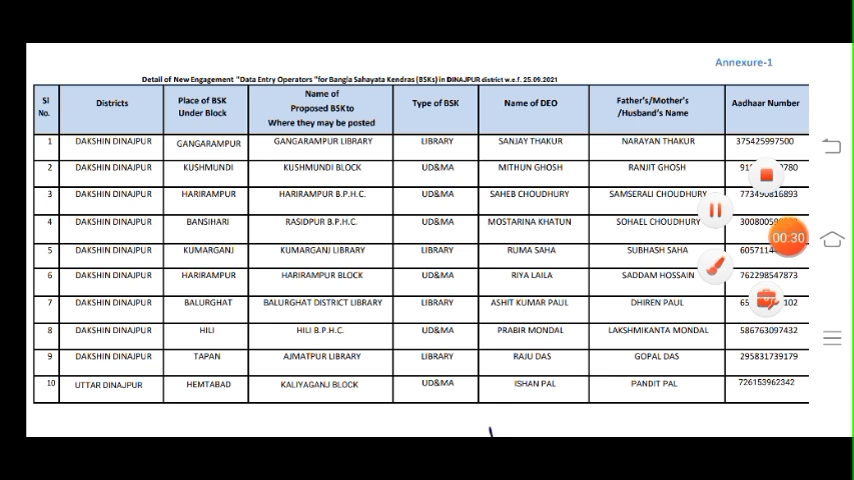 Annexure-1
Detail of New Engagement "Data Entry Operators "for Bangla Sahayata Kendras (BSKs) in DINAJPUR district w.e.f. 25.09.2021
Sl No. Districts Place of BSK Under Block Name of Proposed BSKto Where they may be posted Type of BSK Name of DEO Father's/Mother's /Husband's Name Aadhaar Number
1 DAKSHIN DINAJPUR GANGARAMPUR GANGARAMPUR LIBRARY LIBRARY SANJAY THAKUR NARAYAN THAKUR 375425997500
2 DAKSHIN DINAJPUR KUSHMUNDI KUSHMUNDI BLOCK UD&MA MITHUN GHOSH RANJIT GHOSH
3 DAKSHIN DINAJPUR HARIRAMPUR HARIRAMPUR B.P.H.C. UD&MA SAHEB CHOUDHURY SAMSERALI CHOUDHURY
4 DAKSHIN DINAJPUR BANSIHARI RASIDPUR B.P.H.C. UD&MA MOSTARINA KHATUN SOHAEL CHOUDHURY
5 DAKSHIN DINAJPUR KUMARGANJ KUMARGANJ LIBRARY LIBRARY RUMA SAHA SUBHASH SAHA
6 DAKSHIN DINAJPUR HARIRAMPUR HARIRAMPUR BLOCK UD&MA RIYA LAILA SADDAM HOSSAIN 762298547873
7 DAKSHIN DINAJPUR BALURGHAT BALURGHAT DISTRICT LIBRARY LIBRARY ASHIT KUMAR PAUL DHIREN PAUL
8 DAKSHIN DINAJPUR HILI HILI B.P.H.C. UD&MA PRABIR MONDAL LAKSHMIKANTA MONDAL 586763097432
9 DAKSHIN DINAJPUR TAPAN AJMATPUR LIBRARY LIBRARY RAJU DAS GOPAL DAS 295831739179
10 UTTAR DINAJPUR HEMTABAD KALIYAGANJ BLOCK UD&MA ISHAN PAL PANDIT PAL 726153962342
00:30